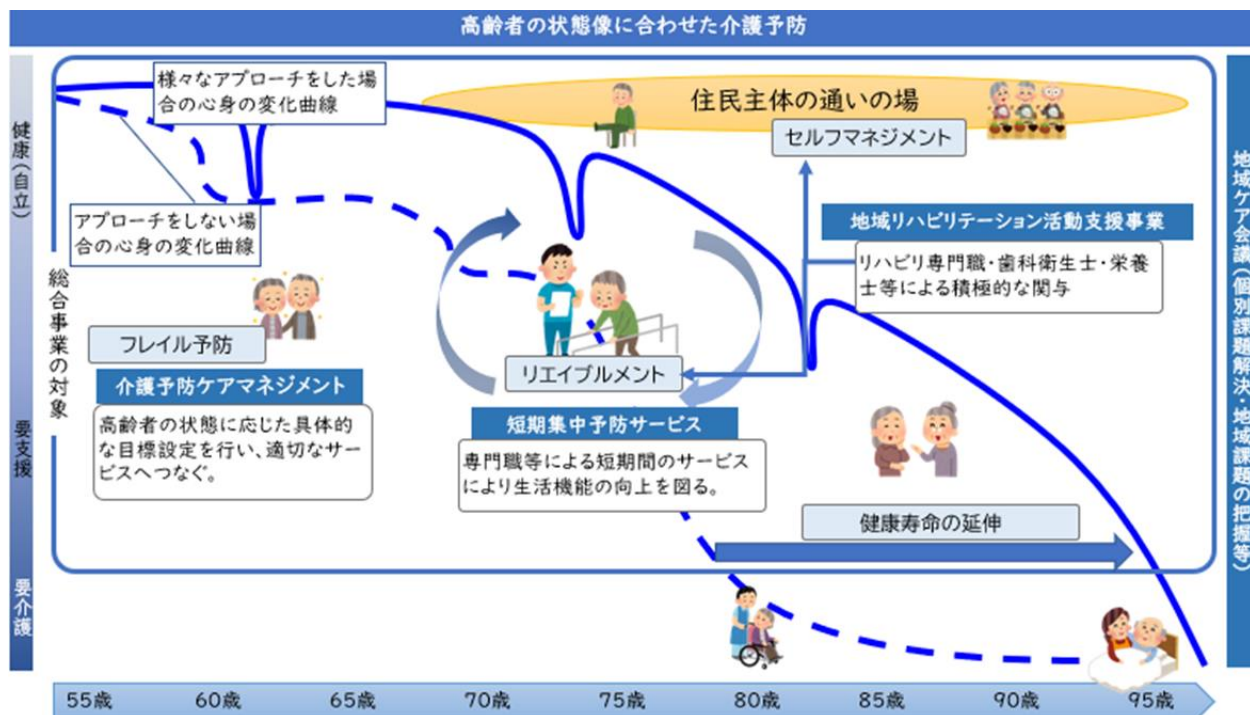 高齢者の状態像に合わせた介護予防
健康(自立)
要支援
要介護
総合事業の対象
様々なアプローチをした場
合の心身の変化曲線
アプローチをしない場
合の心身の変化曲線
住民主体の通いの場
セルフマネジメント
地域リハビリテーション活動支援事業
リハビリ専門職・歯科衛生士・栄養
士等による積極的な関与
フレイル予防
介護予防ケアマネジメント
高齢者の状態に応じた具体的
な目標設定を行い、適切なサー
ビスへつなぐ。
リエイブルメント
短期集中予防サービス
専門職等による短期間のサービス
により生活機能の向上を図る。
健康寿命の延伸
地域ケア会議(個別課題解決・地域課題の把握等)
55歳
60歳
65歳
70歳
75歳
80歳
85歳
90歳
95歳